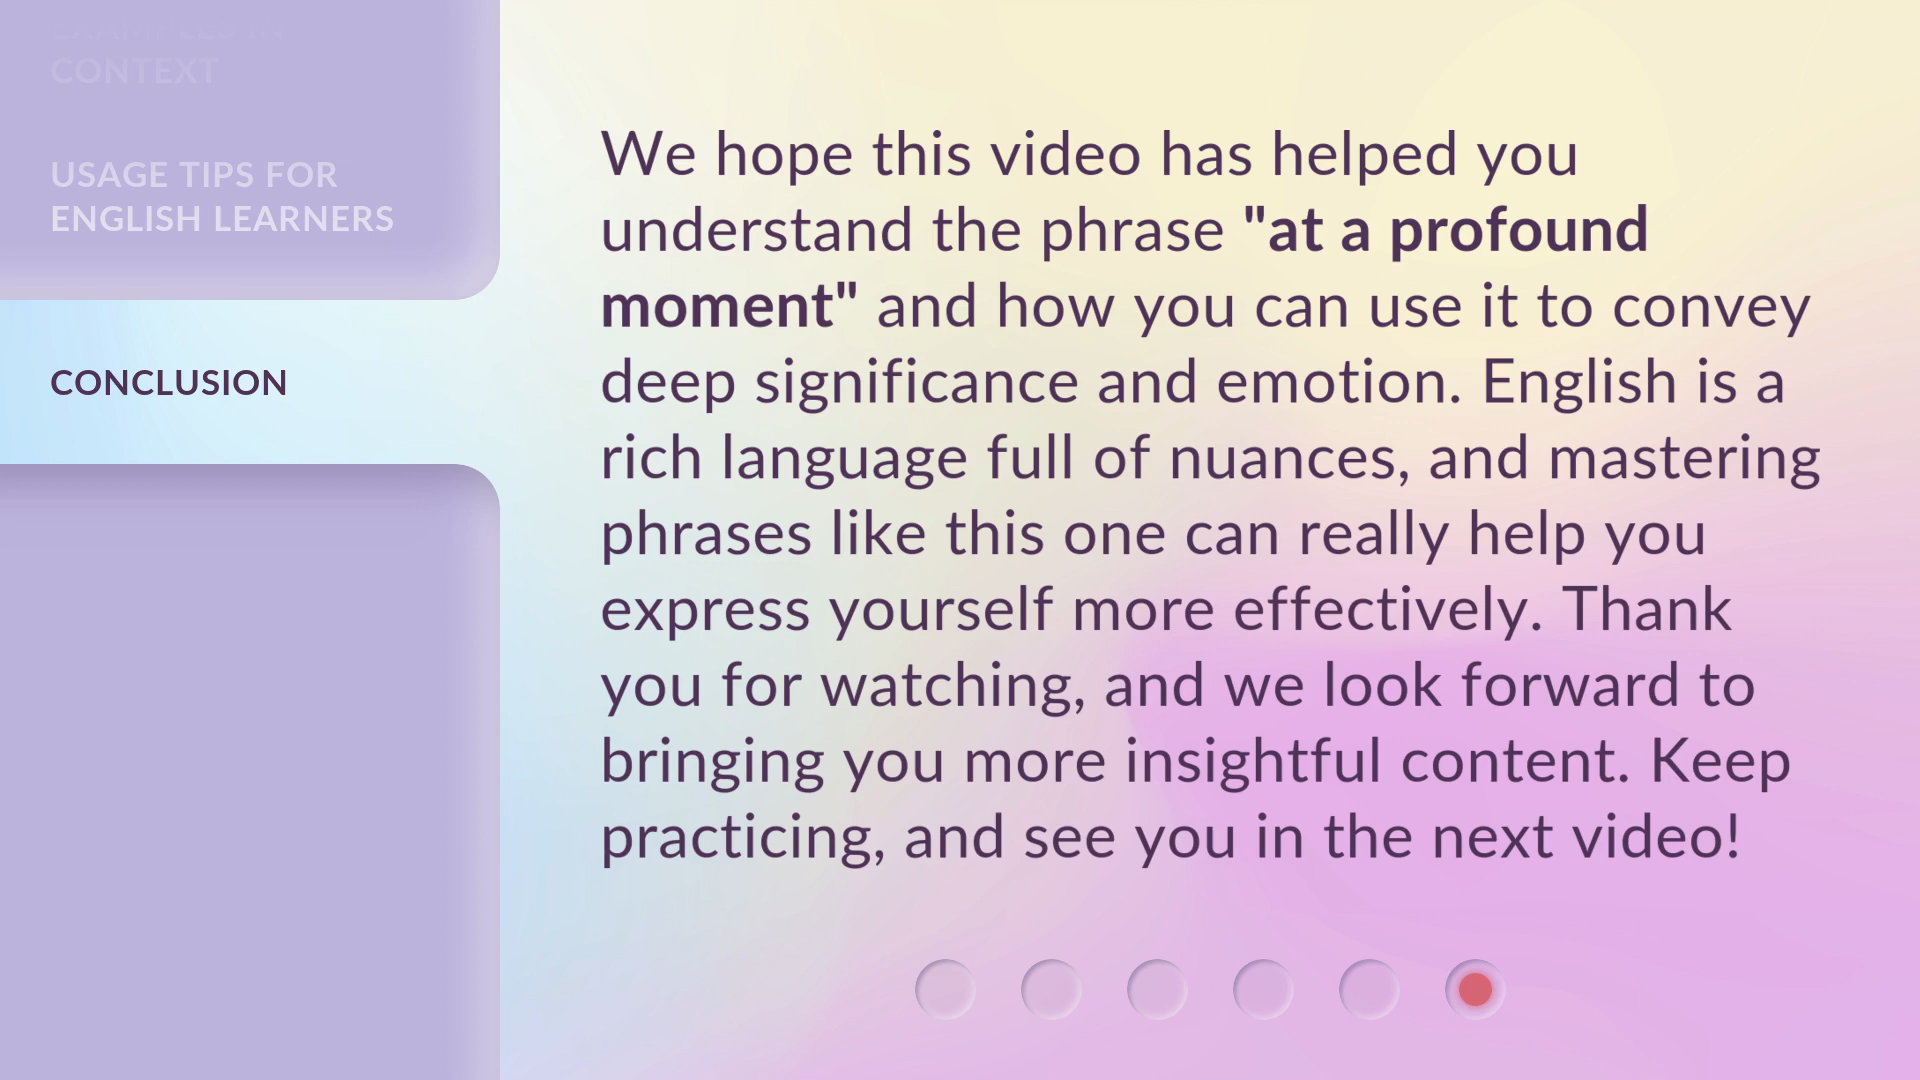 CONTEXT
USAGE TIPS FOR
ENGLISH LEARNERS
CONCLUSION
We hope this video has helped you
understand the phrase "at a profound
moment" and how you can use it to convey
deep significance and emotion. English is a
rich language full of nuances, and mastering
phrases like this one can really help you
express yourself more effectively. Thank
you for watching, and we look forward to
bringing you more insightful content. Keep
practicing, and see you in the next video!